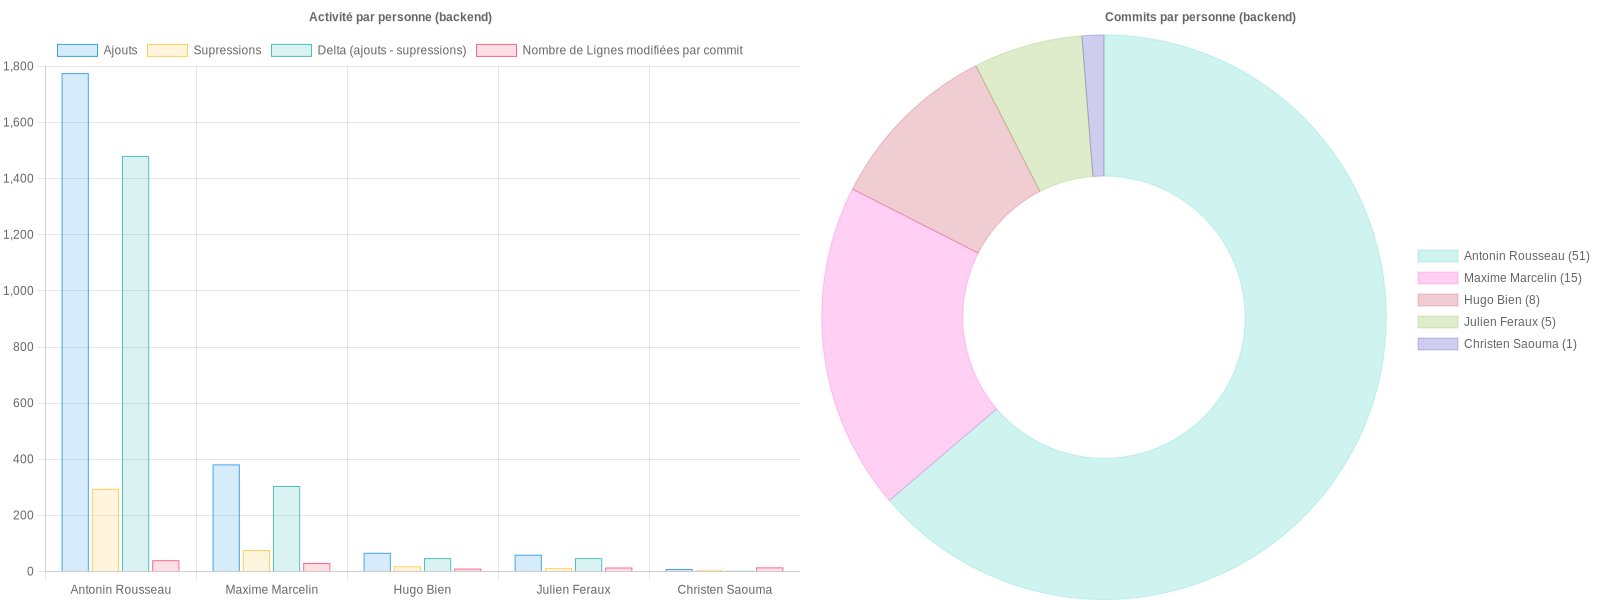 Activité par personne (backend)
Ajouts Supressions Delta (ajouts - supressions) Nombre de Lignes modifiées par commit
1,800
1,600
1,400
1,200
1,000
800
600
400
200
0
Antonin Rousseau Maxime Marcelin Hugo Bien Julien Feraux Christen Saouma
Commits par personne (backend)
Antonin Rousseau (51)
Maxime Marcelin (15)
Hugo Bien (8)
Julien Feraux (5)
Christen Saouma (1)